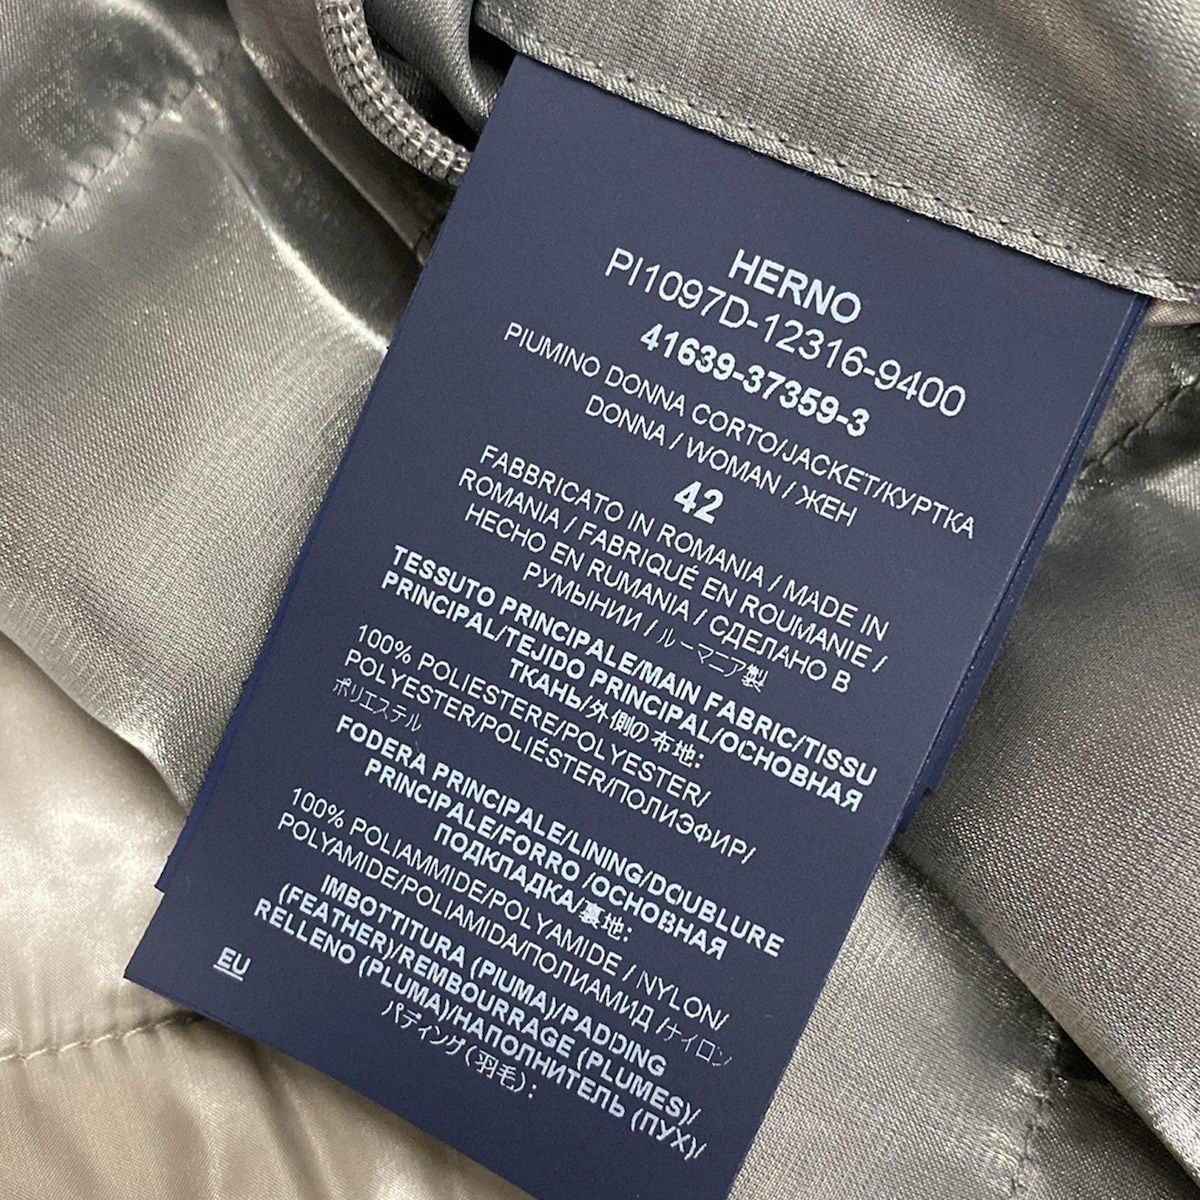 HERNO
PI1097D-12316-9400
41639-37359-3
PIUMINO DONNA CORTO/JACKET/КУРТКА
DONNA / WOMAN / ЖЕН
42
FABBRICATO IN ROMANIA / MADE IN
ROMANIA / FABRIQUÉ EN ROUMANIE /
HECHO EN RUMANIA / СДЕЛАНО В
РУМЫНИИ / ルーマニア製
TESSUTO PRINCIPALE/MAIN FABRIC/TISSU
PRINCIPAL/TEJIDO PRINCIPAL/ОСНОВНАЯ
ТКАНЬ/外側の布地:
100% POLIESTERE/POLYESTER/
POLYESTER/POLIÉSTER/ПОЛИЭФИР/
ポリエステル
FODERA PRINCIPALE/LINING/DOUBLURE
PRINCIPALE/FORRO /ОСНОВНАЯ
ПОДКЛАДКА/裏地:
100% POLIAMMIDE/POLYAMIDE / NYLON/
POLYAMIDE/POLIAMIDA/ПОЛИАМИД /ナイロン
IMBOTTITURA (PIUMA)/PADDING
(FEATHER)/REMBOURRAGE (PLUMES)/
RELLENO (PLUMA)/НАПОЛНИТЕЛЬ (ПУХ)/
パディング(羽毛):
EU